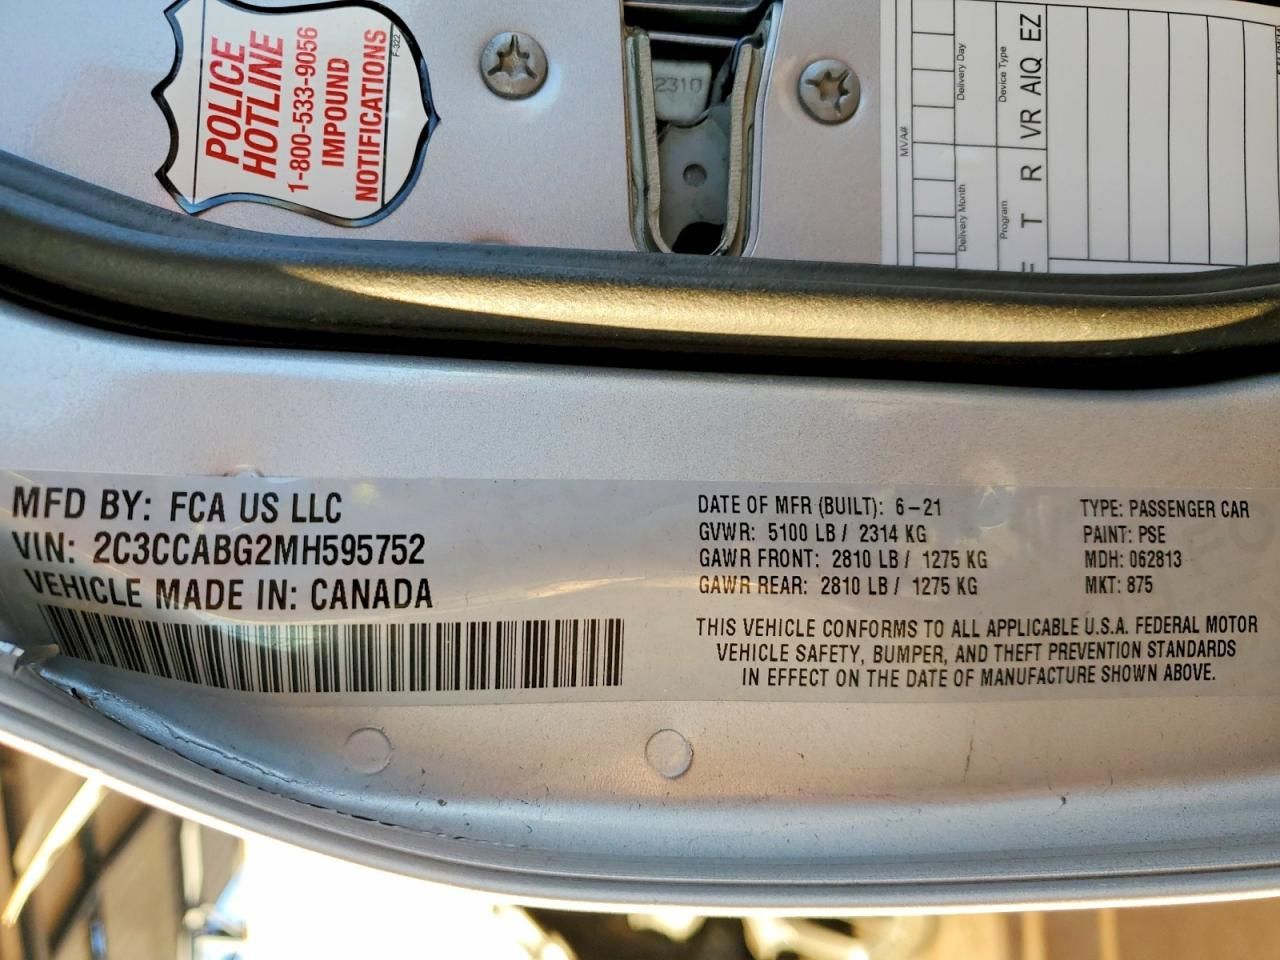 POLICE
HOTLINE
1-800-533-9056
IMPOUND
NOTIFICATIONS
F-322
2310
MVA#
Delivery Day
Delivery Month
Device Type
Program
VR AIQ EZ
T R
MFD BY: FCA US LLC
VIN: 2C3CCABG2MH595752
VEHICLE MADE IN: CANADA
DATE OF MFR (BUILT): 6-21
GVWR: 5100 LB / 2314 KG
GAWR FRONT: 2810 LB / 1275 KG
GAWR REAR: 2810 LB / 1275 KG
TYPE: PASSENGER CAR
PAINT: PSE
MDH: 062813
MKT: 875
THIS VEHICLE CONFORMS TO ALL APPLICABLE U.S.A. FEDERAL MOTOR
VEHICLE SAFETY, BUMPER, AND THEFT PREVENTION STANDARDS
IN EFFECT ON THE DATE OF MANUFACTURE SHOWN ABOVE.